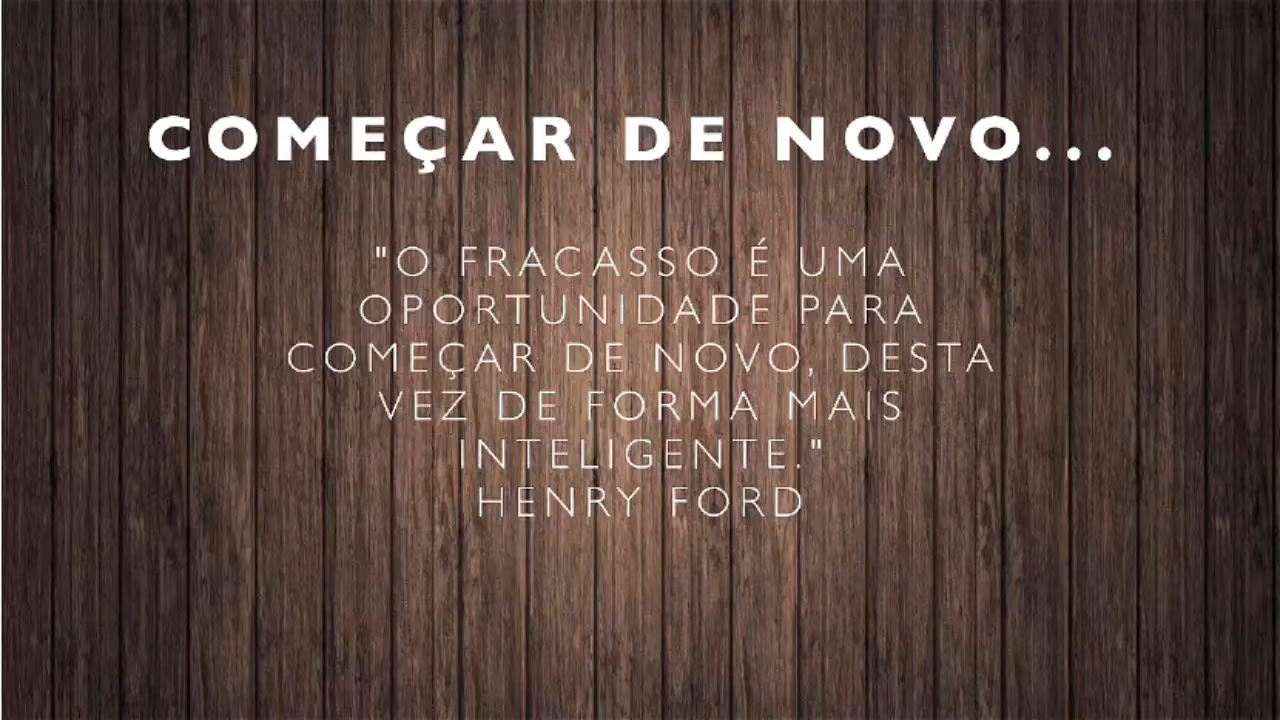 COMEÇAR DE NOVO...
"O FRACASSO É UMA
OPORTUNIDADE PARA
COMEÇAR DE NOVO, DESTA
VEZ DE FORMA MAIS
INTELIGENTE."
HENRY FORD